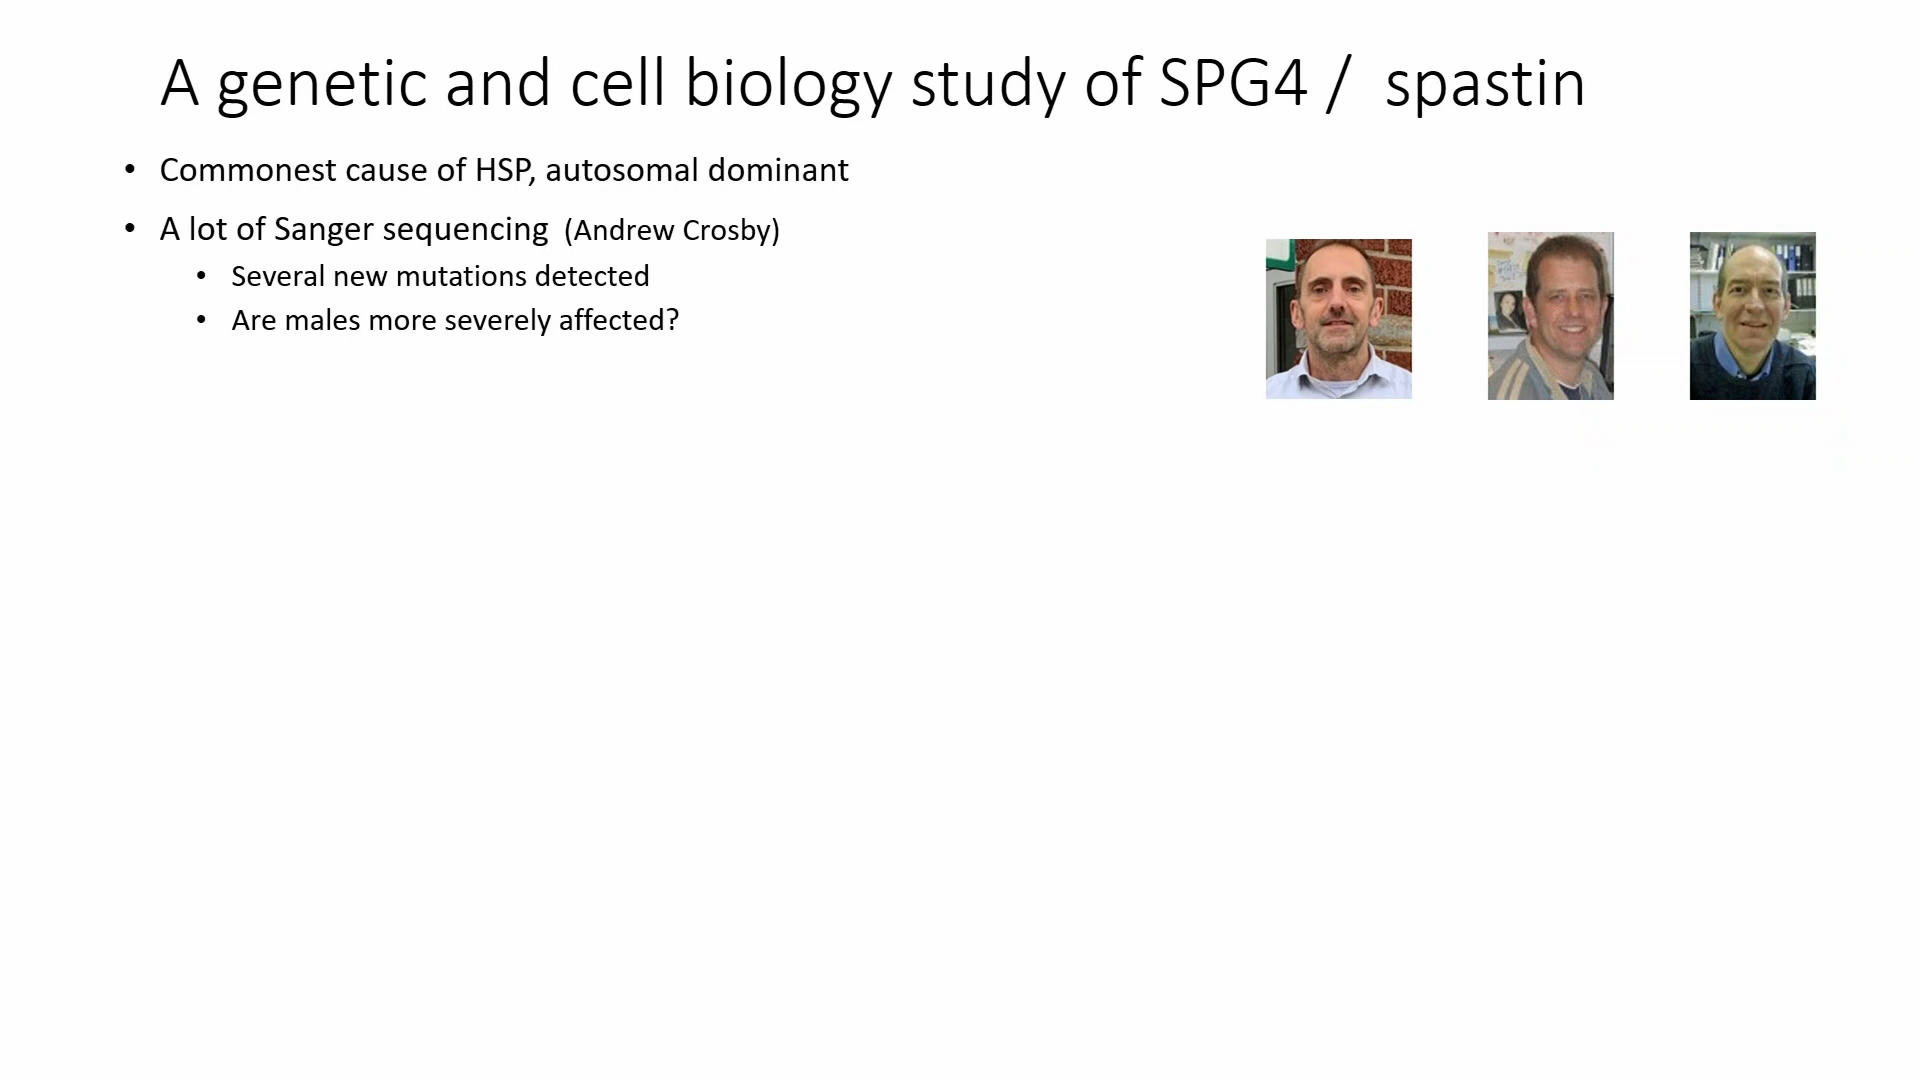 A genetic and cell biology study of SPG4 /  spastin
• Commonest cause of HSP, autosomal dominant
• A lot of Sanger sequencing  (Andrew Crosby)
• Several new mutations detected
• Are males more severely affected?